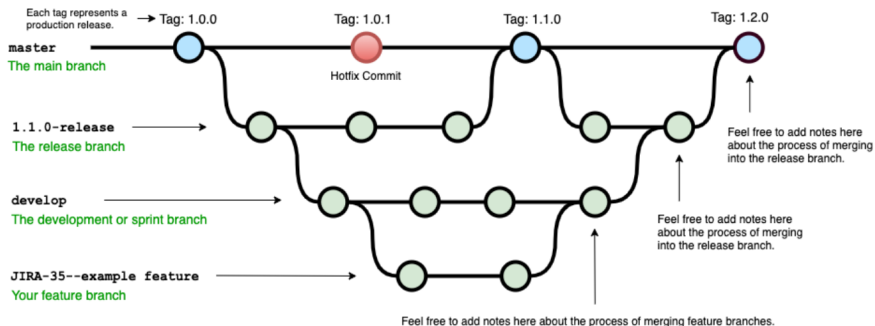 Each tag represents a
production release.
Tag: 1.0.0
Tag: 1.0.1
Tag: 1.1.0
Tag: 1.2.0
master
The main branch
Hotfix Commit
1.1.0-release
The release branch
Feel free to add notes here
about the process of merging
into the release branch.
develop
The development or sprint branch
Feel free to add notes here
about the process of merging
into the release branch.
JIRA-35--example feature
Your feature branch
Feel free to add notes here about the process of merging feature branches.